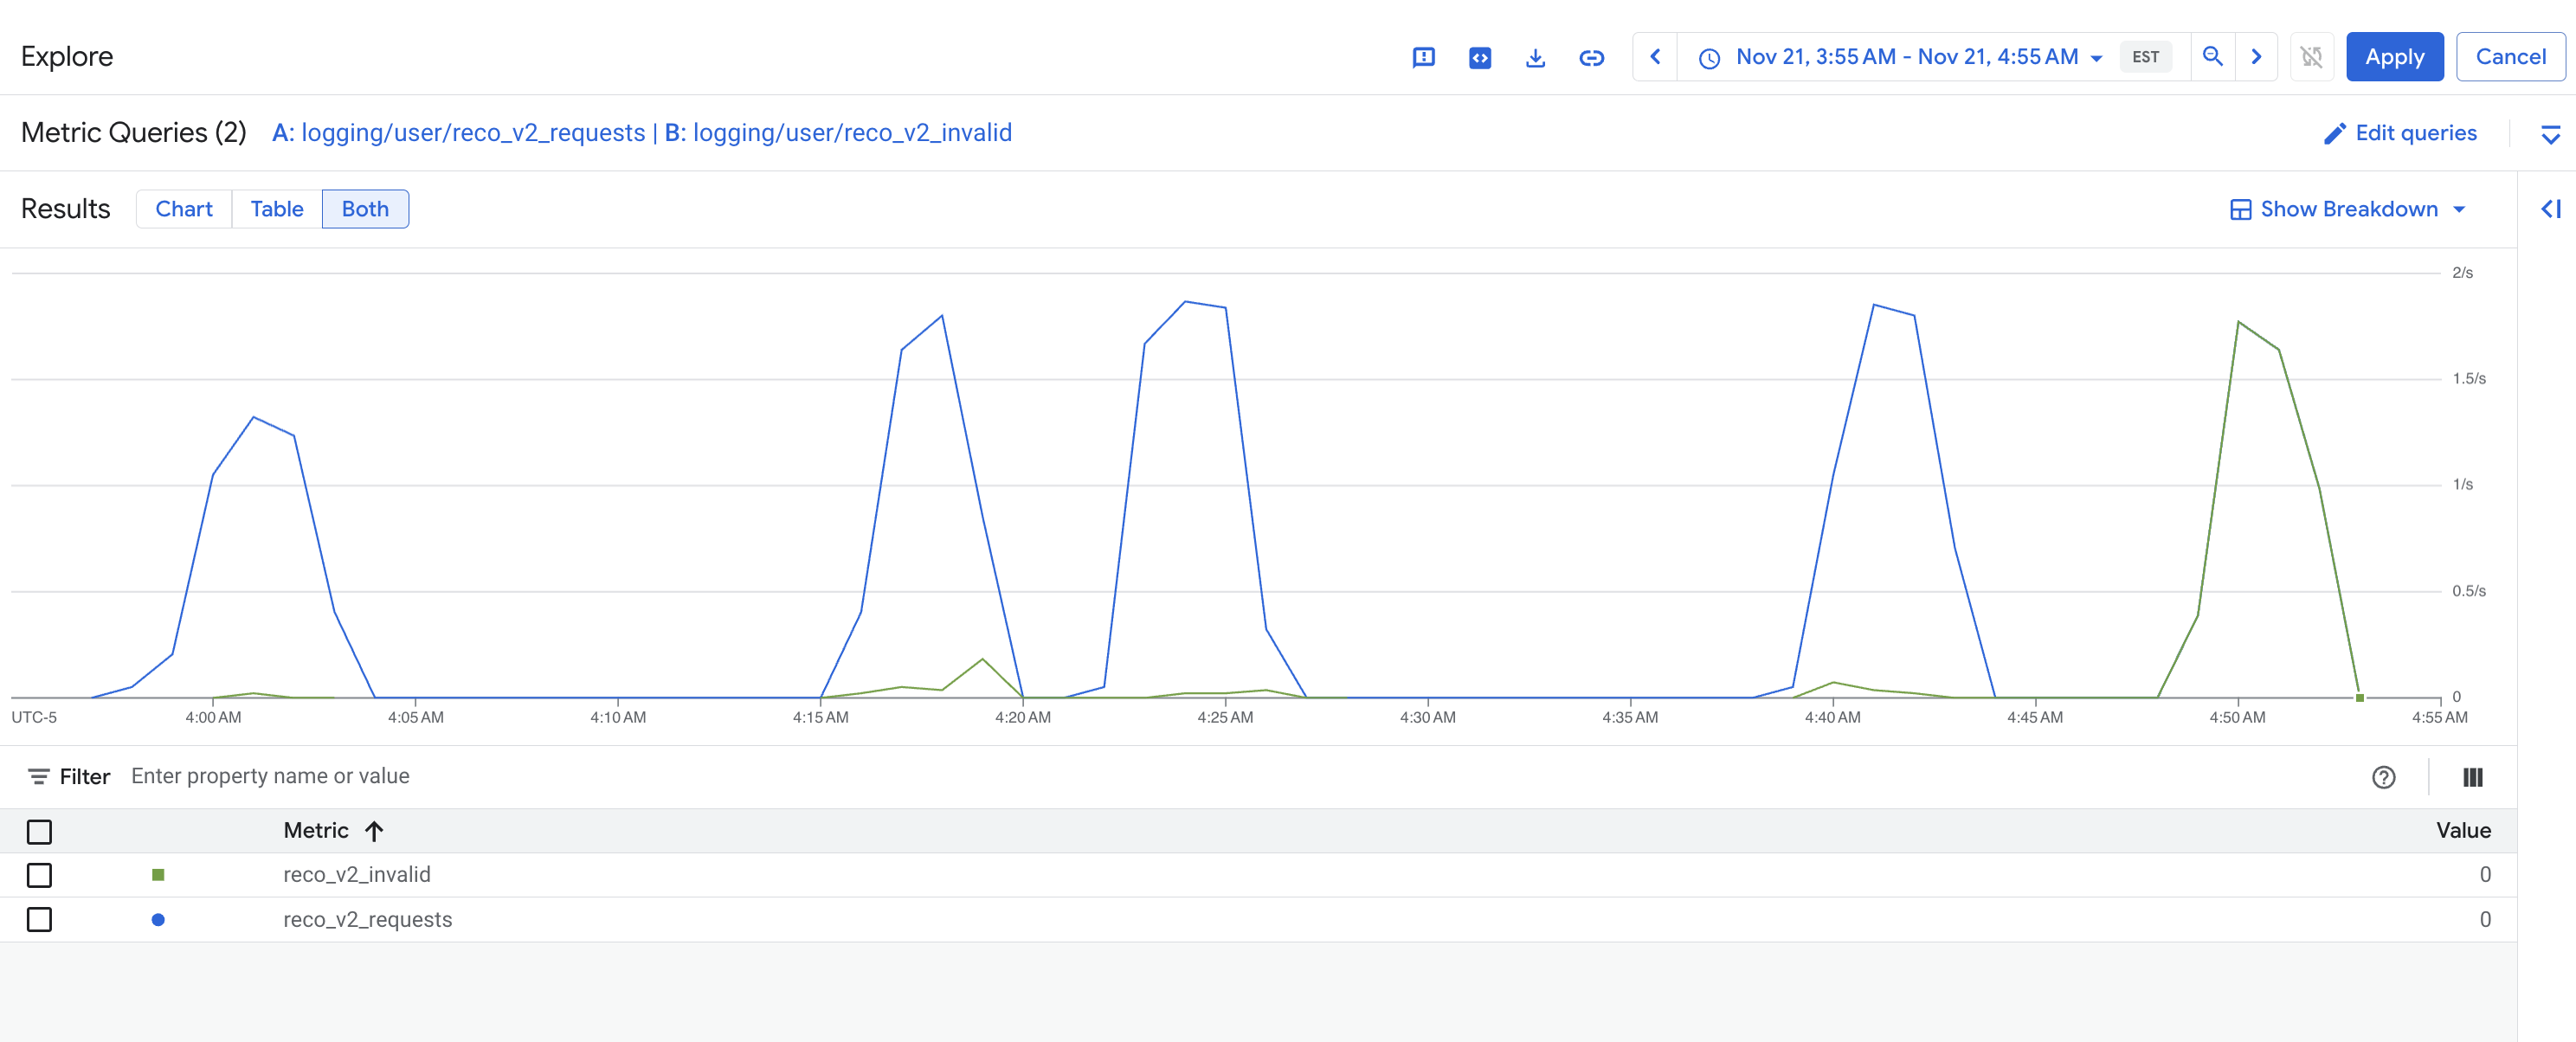 Explore
Nov 21, 3:55 AM - Nov 21, 4:55 AM EST Apply Cancel
Metric Queries (2) A: logging/user/reco_v2_requests | B: logging/user/reco_v2_invalid Edit queries
Results Chart Table Both Show Breakdown
2/s
1.5/s
1/s
0.5/s
0
UTC-5 4:00 AM 4:05 AM 4:10 AM 4:15 AM 4:20 AM 4:25 AM 4:30 AM 4:35 AM 4:40 AM 4:45 AM 4:50 AM 4:55 AM
Filter Enter property name or value
Metric Value
reco_v2_invalid 0
reco_v2_requests 0